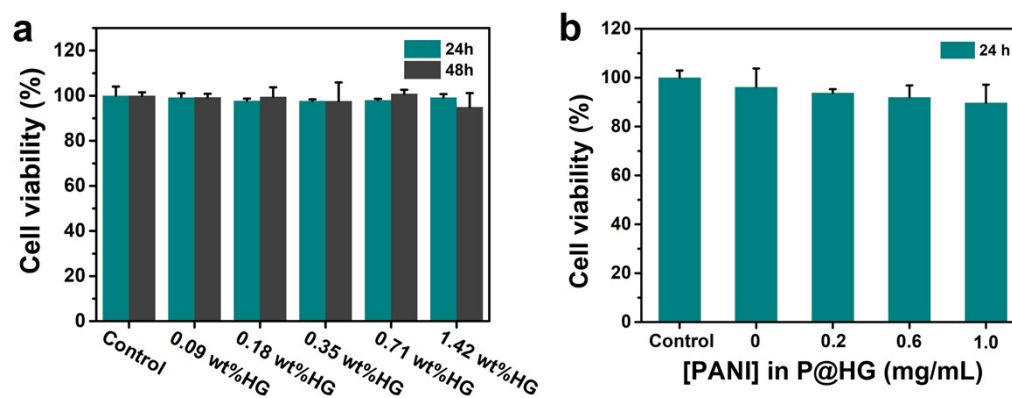 a
120
100
80
60
40
20
0
Cell viability (%)
24h
48h
Control
0.09 wt%HG
0.18 wt%HG
0.35 wt%HG
0.71 wt%HG
1.42 wt%HG
b
120
100
80
60
40
20
0
Cell viability (%)
24 h
Control 0 0.2 0.6 1.0
[PANI] in P@HG (mg/mL)